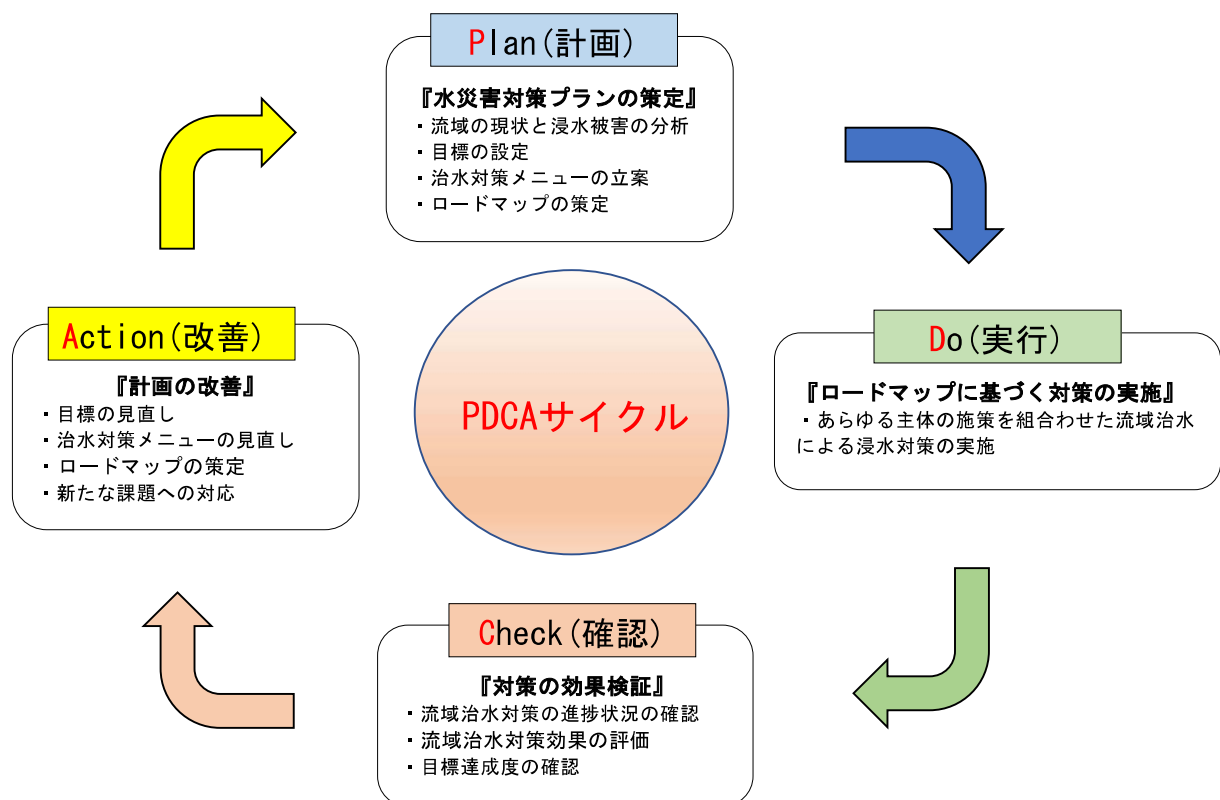 Plan(計画)
『水災害対策プランの策定』
・流域の現状と浸水被害の分析
・目標の設定
・治水対策メニューの立案
・ロードマップの策定
Do(実行)
『ロードマップに基づく対策の実施』
・あらゆる主体の施策を組合わせた流域治水
による浸水対策の実施
Check(確認)
『対策の効果検証』
・流域治水対策の進捗状況の確認
・流域治水対策効果の評価
・目標達成度の確認
Action(改善)
『計画の改善』
・目標の見直し
・治水対策メニューの見直し
・ロードマップの策定
・新たな課題への対応
PDCAサイクル